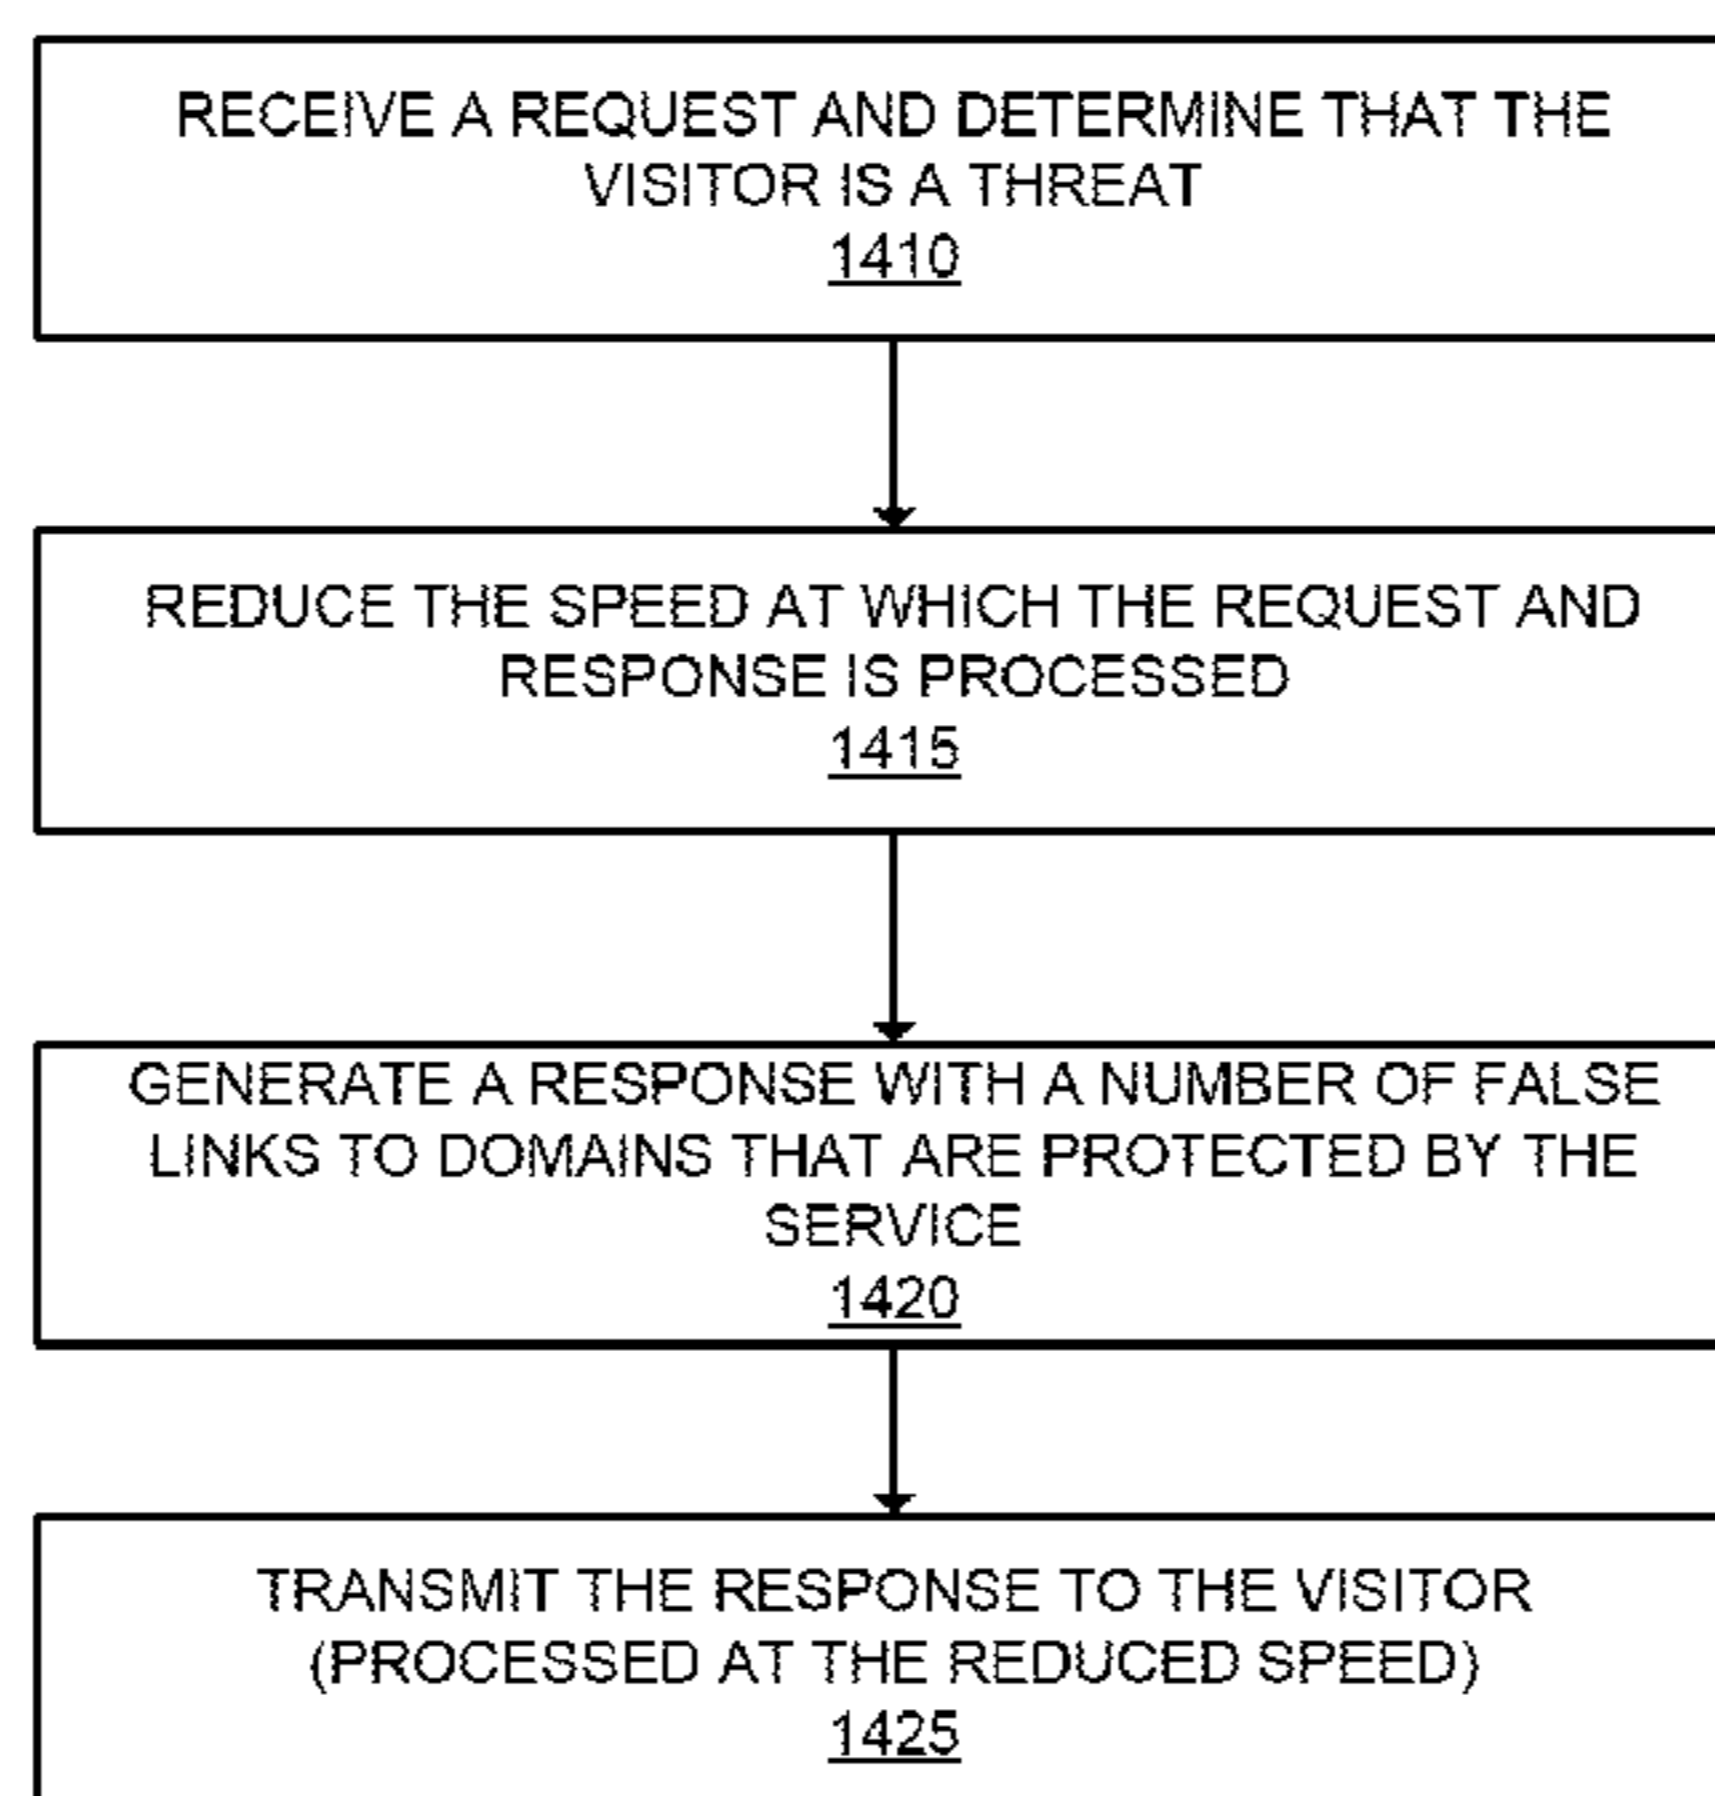 RECEIVE A REQUEST AND DETERMINE THAT THE
VISITOR IS A THREAT
1410
REDUCE THE SPEED AT WHICH THE REQUEST AND
RESPONSE IS PROCESSED
1415
GENERATE A RESPONSE WITH A NUMBER OF FALSE
LINKS TO DOMAINS THAT ARE PROTECTED BY THE
SERVICE
1420
TRANSMIT THE RESPONSE TO THE VISITOR
(PROCESSED AT THE REDUCED SPEED)
1425